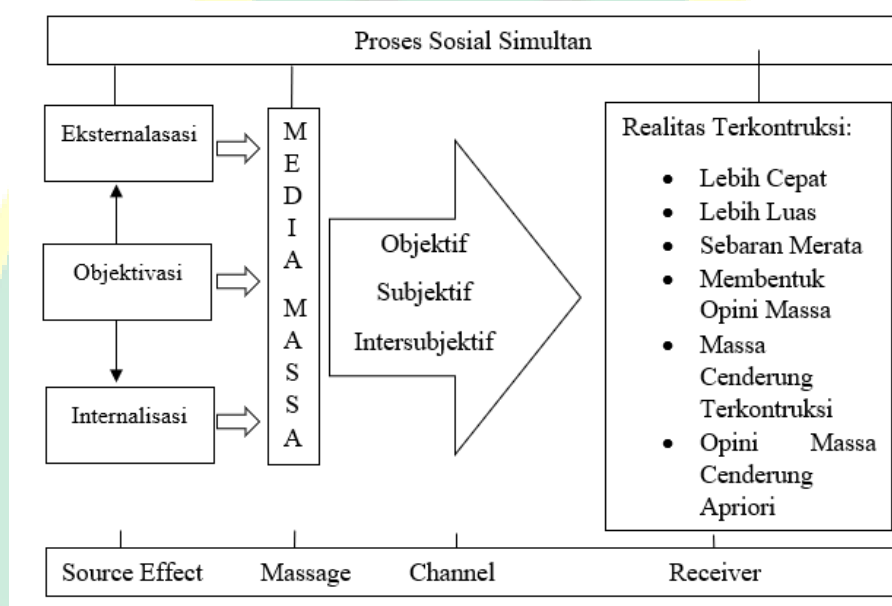 Proses Sosial Simultan
Eksternalasasi
Objektivasi
Internalisasi
M
E
D
I
A
M
A
S
S
A
Objektif
Subjektif
Intersubjektif
Realitas Terkontruksi:
• Lebih Cepat
• Lebih Luas
• Sebaran Merata
• Membentuk
Opini Massa
• Massa
Cenderung
Terkontruksi
• Opini Massa
Cenderung
Apriori
Source Effect Massage Channel Receiver